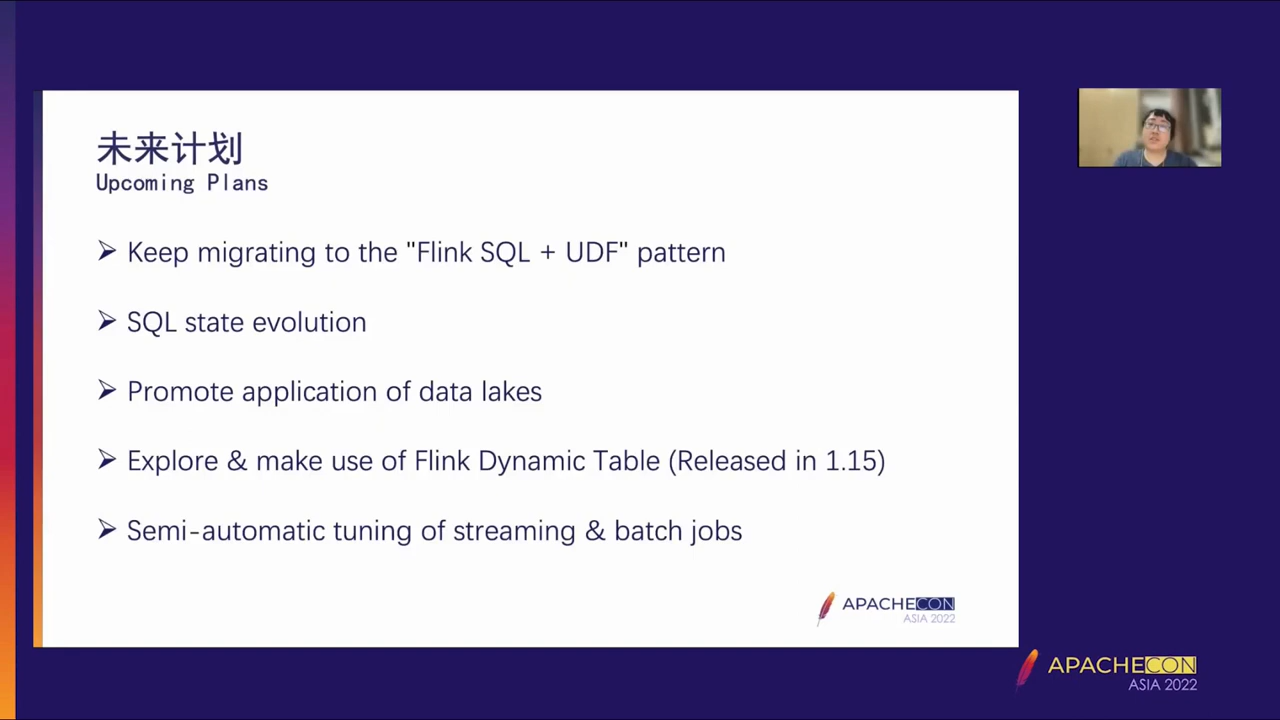 未来计划
Upcoming Plans
Keep migrating to the "Flink SQL + UDF" pattern
SQL state evolution
Promote application of data lakes
Explore & make use of Flink Dynamic Table (Released in 1.15)
Semi-automatic tuning of streaming & batch jobs
APACHECON
ASIA 2022
APACHECON
ASIA 2022